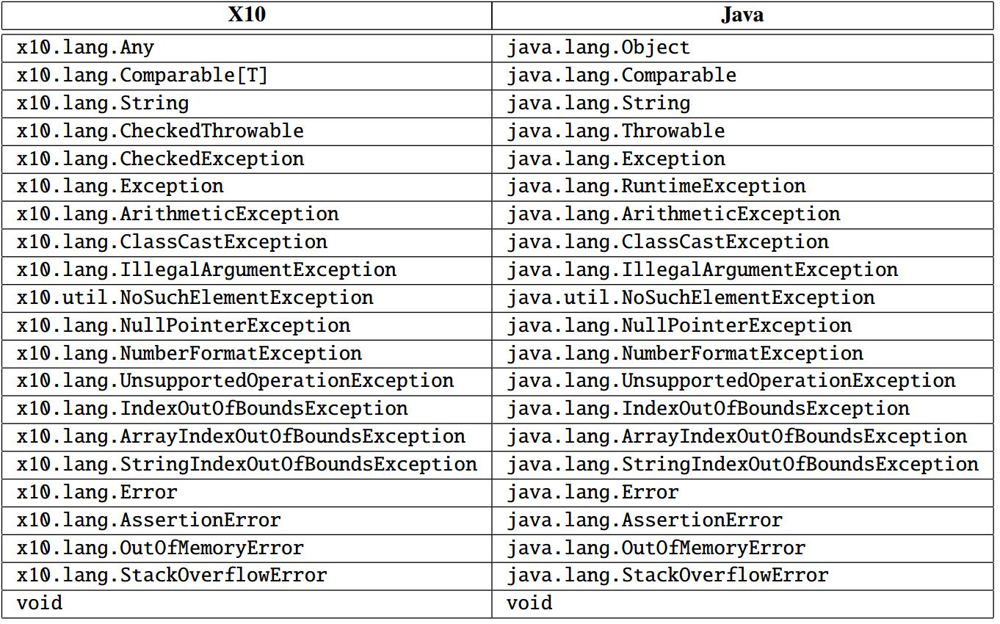 X10 Java
x10.lang.Any java.lang.Object
x10.lang.Comparable[T] java.lang.Comparable
x10.lang.String java.lang.String
x10.lang.CheckedThrowable java.lang.Throwable
x10.lang.CheckedException java.lang.Exception
x10.lang.Exception java.lang.RuntimeException
x10.lang.ArithmeticException java.lang.ArithmeticException
x10.lang.ClassCastException java.lang.ClassCastException
x10.lang.IllegalArgumentException java.lang.IllegalArgumentException
x10.util.NoSuchElementException java.util.NoSuchElementException
x10.lang.NullPointerException java.lang.NullPointerException
x10.lang.NumberFormatException java.lang.NumberFormatException
x10.lang.UnsupportedOperationException java.lang.UnsupportedOperationException
x10.lang.IndexOutOfBoundsException java.lang.IndexOutOfBoundsException
x10.lang.ArrayIndexOutOfBoundsException java.lang.ArrayIndexOutOfBoundsException
x10.lang.StringIndexOutOfBoundsException java.lang.StringIndexOutOfBoundsException
x10.lang.Error java.lang.Error
x10.lang.AssertionError java.lang.AssertionError
x10.lang.OutOfMemoryError java.lang.OutOfMemoryError
x10.lang.StackOverflowError java.lang.StackOverflowError
void void